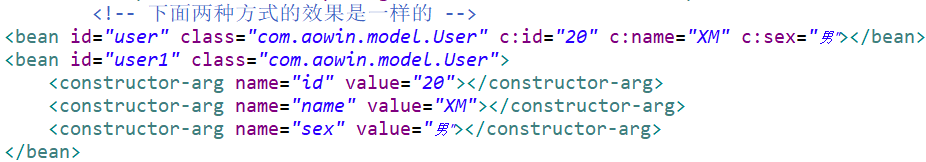 <!-- 下面两种方式的效果是一样的 -->
<bean id="user" class="com.aowin.model.User" c:id="20" c:name="XM" c:sex="男"></bean>
<bean id="user1" class="com.aowin.model.User">
<constructor-arg name="id" value="20"></constructor-arg>
<constructor-arg name="name" value="XM"></constructor-arg>
<constructor-arg name="sex" value="男"></constructor-arg>
</bean>